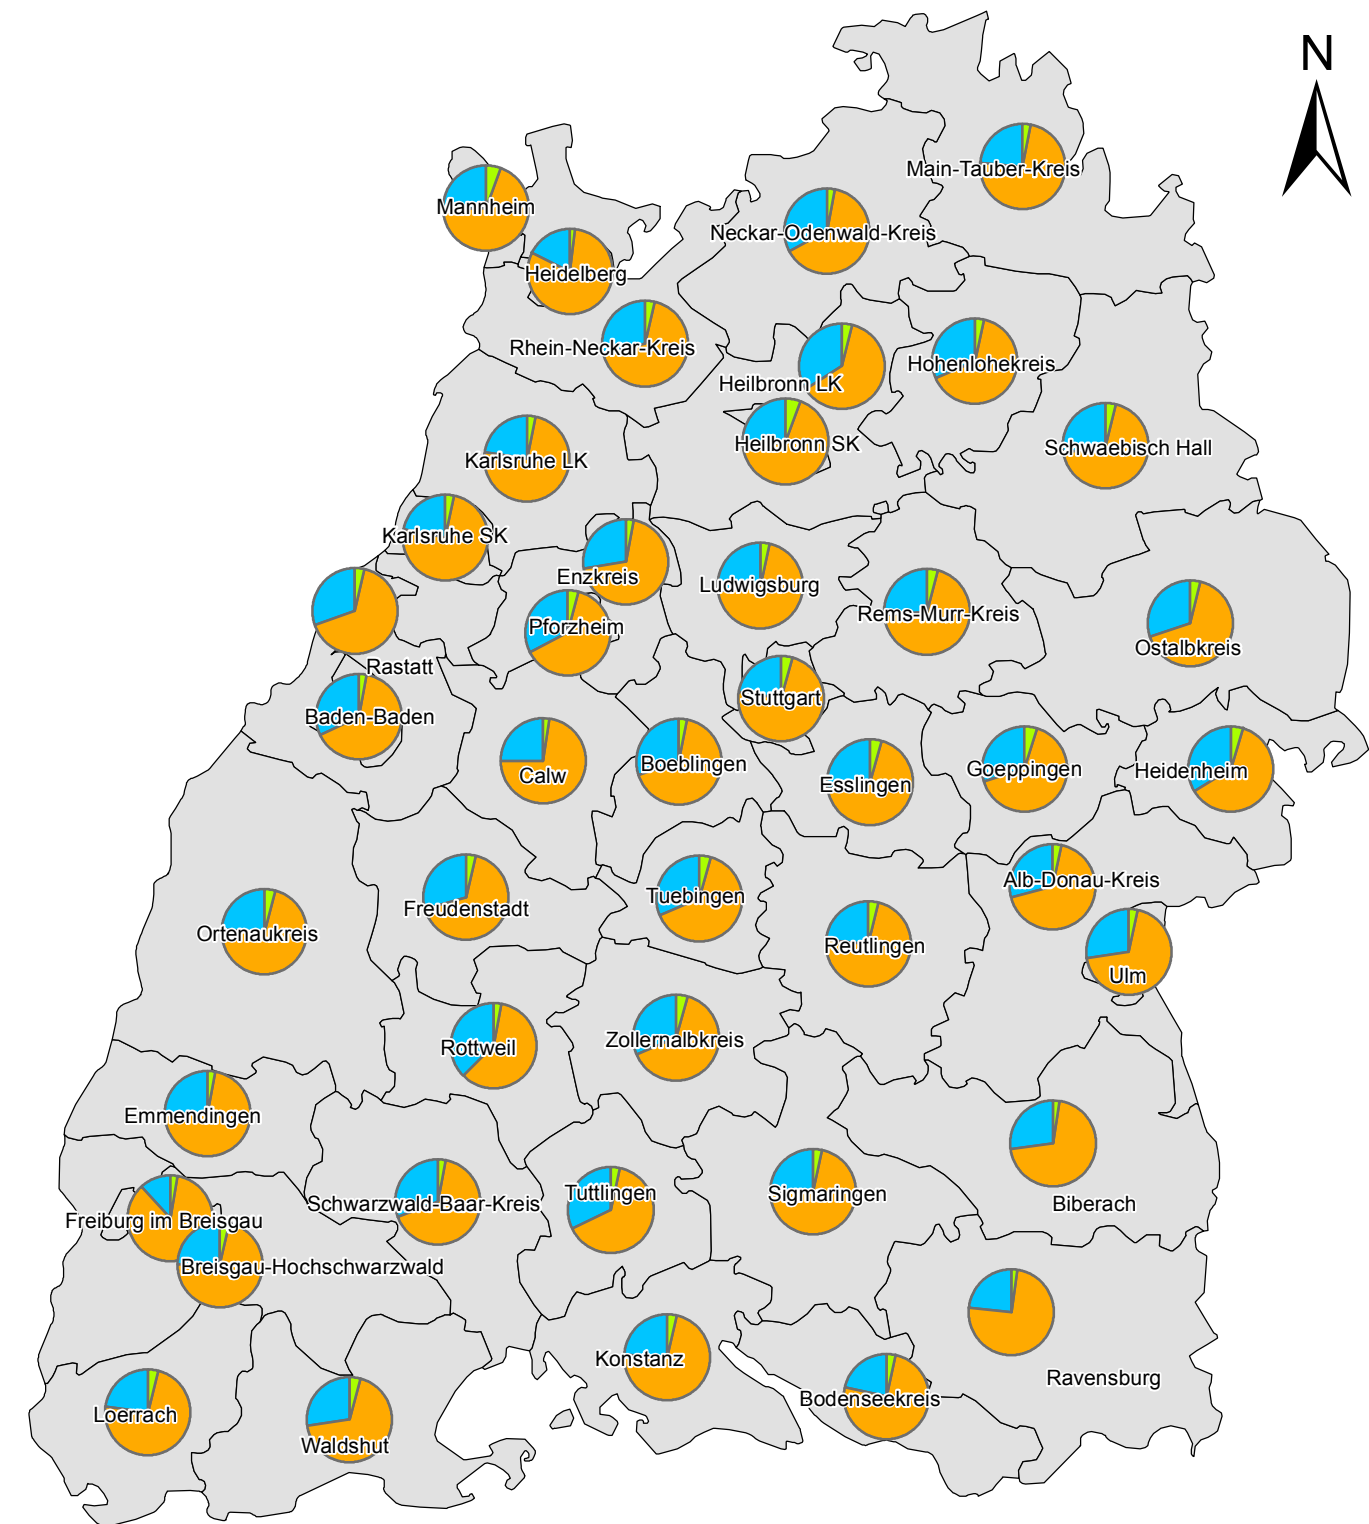 N
Main-Tauber-Kreis
Mannheim
Neckar-Odenwald-Kreis
Heidelberg
Rhein-Neckar-Kreis
Hohenlohekreis
Heilbronn LK
Heilbronn SK
Schwaebisch Hall
Karlsruhe LK
Karlsruhe SK
Enzkreis
Ludwigsburg
Rems-Murr-Kreis
Pforzheim
Ostalbkreis
Rastatt
Stuttgart
Baden-Baden
Boeblingen
Goeppingen
Heidenheim
Calw
Esslingen
Alb-Donau-Kreis
Tuebingen
Freudenstadt
Ortenaukreis
Reutlingen
Ulm
Zollernalbkreis
Rottweil
Emmendingen
Tuttlingen
Sigmaringen
Schwarzwald-Baar-Kreis
Biberach
Freiburg im Breisgau
Breisgau-Hochschwarzwald
Konstanz
Ravensburg
Bodenseekreis
Loerrach
Waldshut